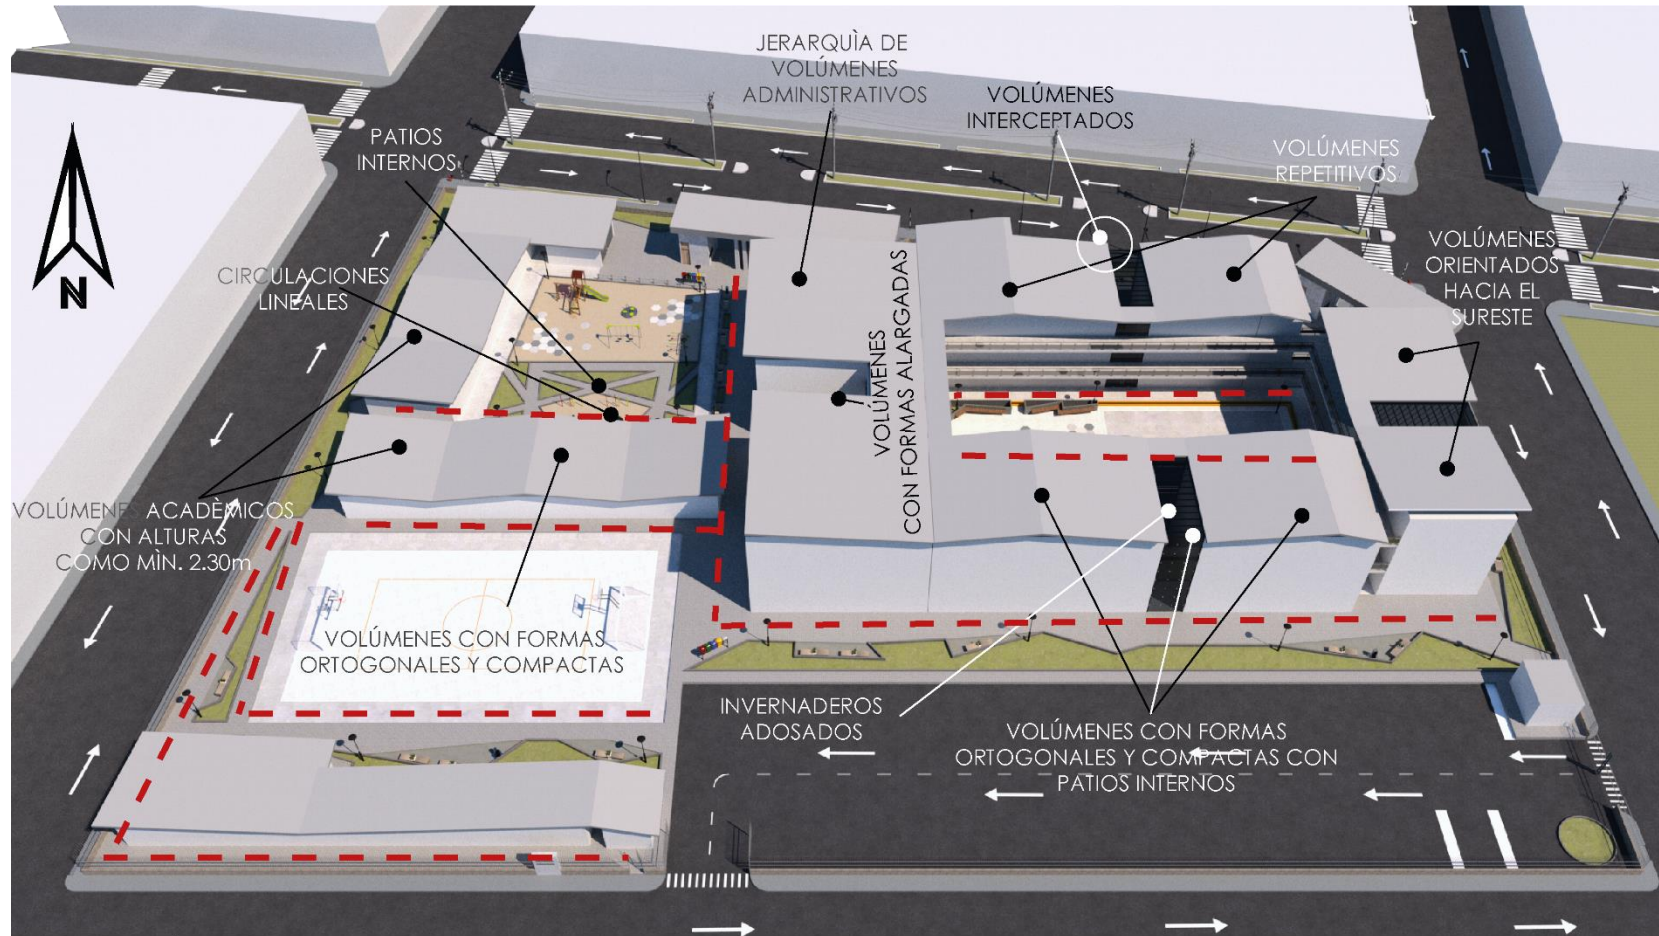 JERARQUÌA DE
VOLÚMENES
ADMINISTRATIVOS
VOLÚMENES
INTERCEPTADOS
PATIOS
INTERNOS
VOLÚMENES
REPETITIVOS
VOLÚMENES
ORIENTADOS
HACIA EL
SURESTE
CIRCULACIONES
LINEALES
N
VOLÚMENES
CON FORMAS ALARGADAS
VOLÚMENES ACADÈMICOS
CON ALTURAS
COMO MÌN. 2.30m
VOLÚMENES CON FORMAS
ORTOGONALES Y COMPACTAS
INVERNADEROS
ADOSADOS
VOLÚMENES CON FORMAS
ORTOGONALES Y COMPACTAS CON
PATIOS INTERNOS